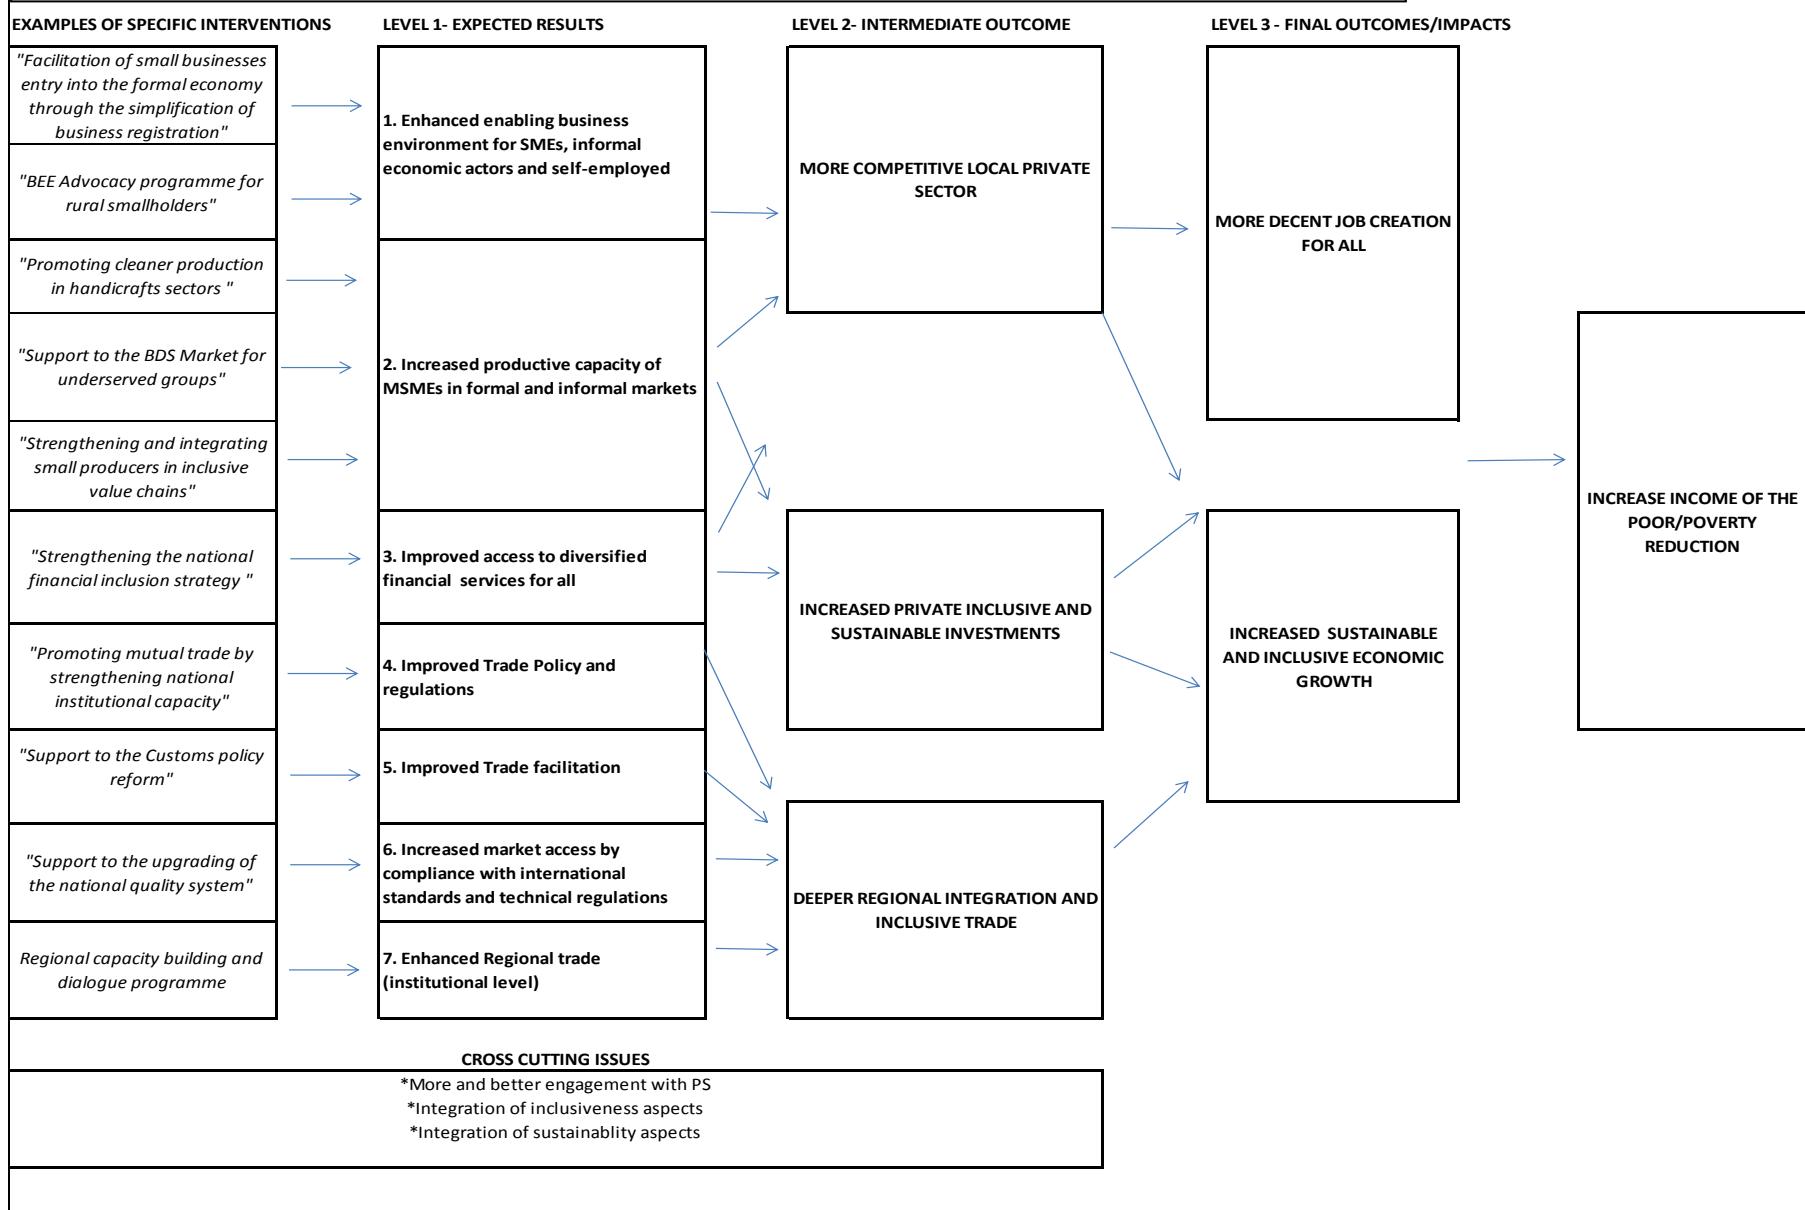 EXAMPLES OF SPECIFIC INTERVENTIONS
LEVEL 1- EXPECTED RESULTS
LEVEL 2- INTERMEDIATE OUTCOME
LEVEL 3 - FINAL OUTCOMES/IMPACTS
"Facilitation of small businesses
entry into the formal economy
through the simplification of
business registration"
"BEE Advocacy programme for
rural smallholders"
"Promoting cleaner production
in handicrafts sectors "
"Support to the BDS Market for
underserved groups"
"Strengthening and integrating
small producers in inclusive
value chains"
"Strengthening the national
financial inclusion strategy "
"Promoting mutual trade by
strengthening national
institutional capacity"
"Support to the Customs policy
reform"
"Support to the upgrading of
the national quality system"
Regional capacity building and
dialogue programme
1. Enhanced enabling business
environment for SMEs, informal
economic actors and self-employed
2. Increased productive capacity of
MSMEs in formal and informal markets
3. Improved access to diversified
financial services for all
4. Improved Trade Policy and
regulations
5. Improved Trade facilitation
6. Increased market access by
compliance with international
standards and technical regulations
7. Enhanced Regional trade
(institutional level)
MORE COMPETITIVE LOCAL PRIVATE
SECTOR
INCREASED PRIVATE INCLUSIVE AND
SUSTAINABLE INVESTMENTS
DEEPER REGIONAL INTEGRATION AND
INCLUSIVE TRADE
MORE DECENT JOB CREATION
FOR ALL
INCREASED SUSTAINABLE
AND INCLUSIVE ECONOMIC
GROWTH
INCREASE INCOME OF THE
POOR/POVERTY
REDUCTION
CROSS CUTTING ISSUES
*More and better engagement with PS
*Integration of inclusiveness aspects
*Integration of sustainablity aspects